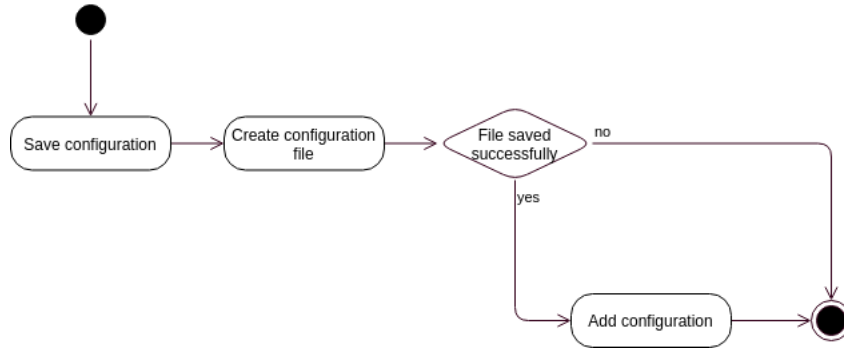 Save configuration
Create configuration
file
File saved
successfully
no
yes
Add configuration